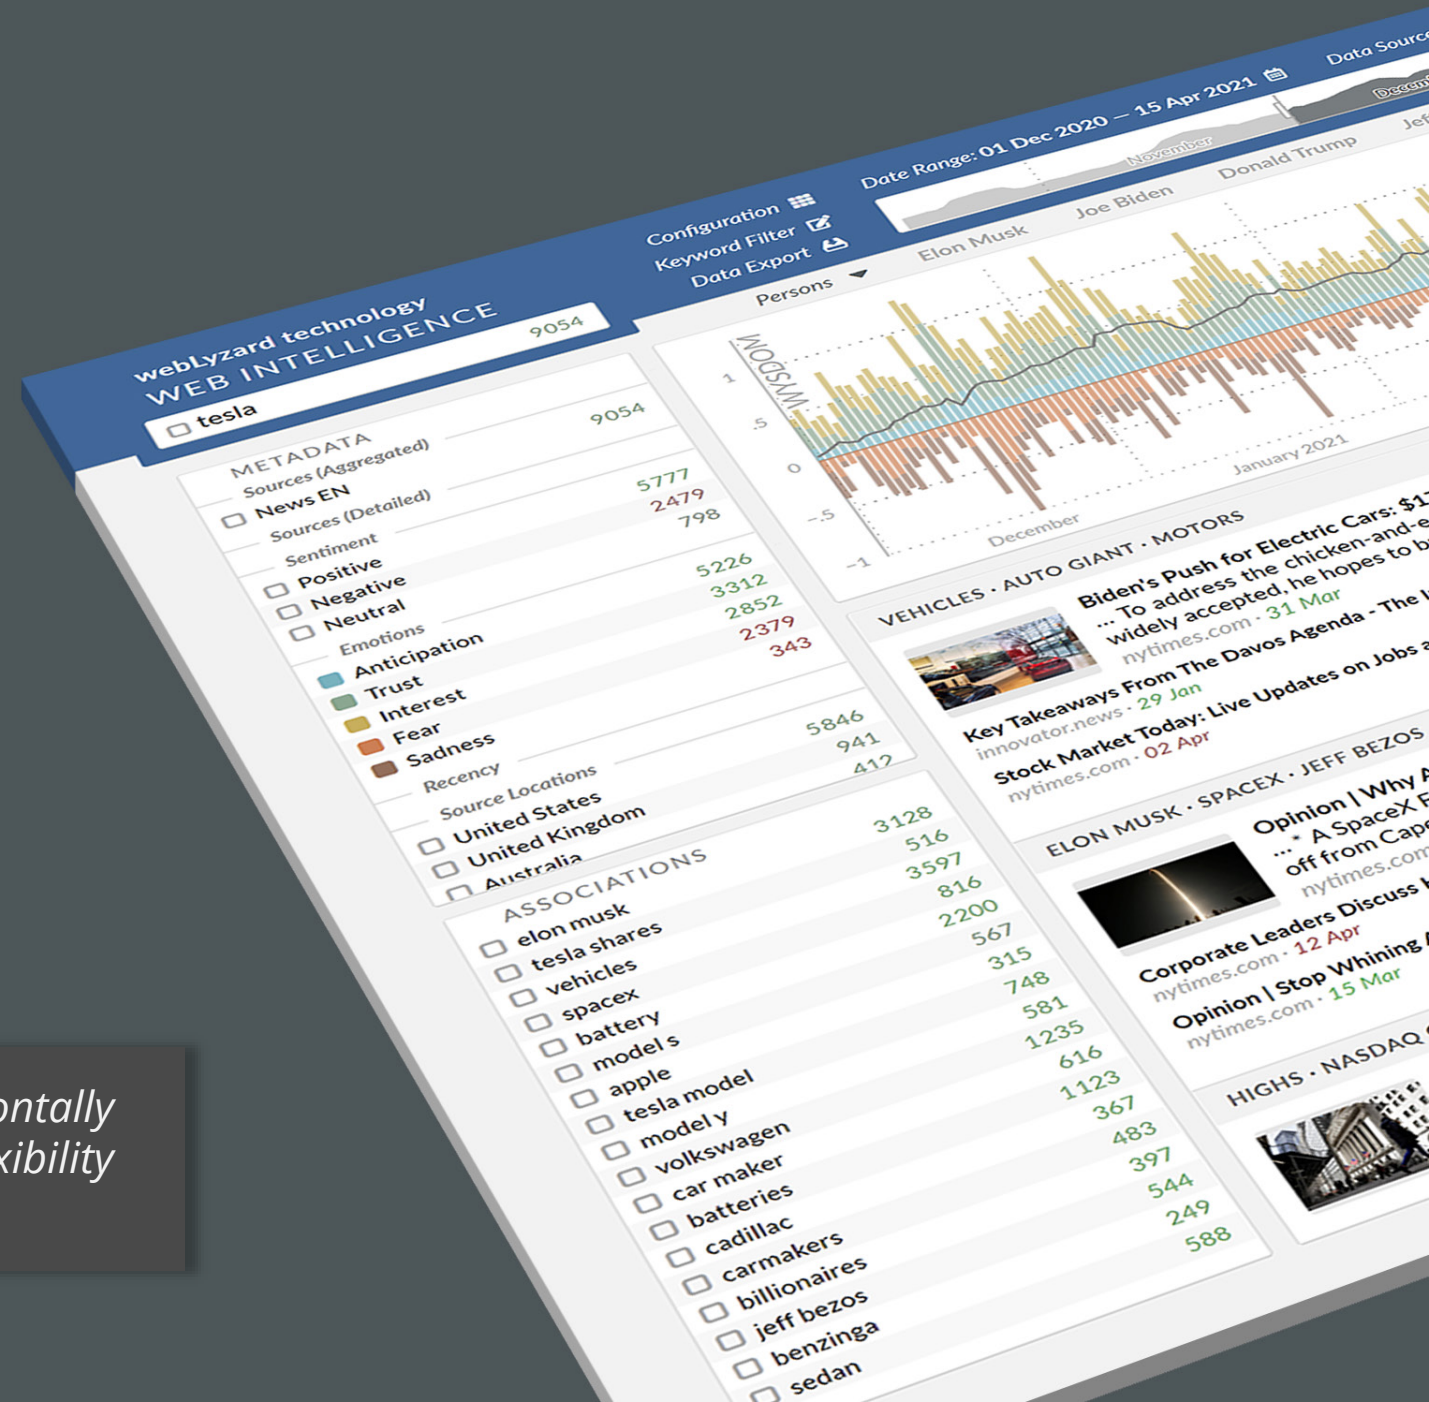 webLyzard technology
WEB INTELLIGENCE
tesla 9054
Configuration
Keyword Filter
Data Export
Date Range: 01 Dec 2020 — 15 Apr 2021
November
Persons
Elon Musk
Joe Biden
Donald Trump
METADATA
Sources (Aggregated)
News EN 9054
Sources (Detailed)
Sentiment
Positive 5777
Negative 2479
Neutral 798
Emotions
Anticipation 5226
Trust 3312
Interest 2852
Fear 2379
Sadness 343
Recency
Source Locations
United States 5846
United Kingdom 941
Australia 412
ASSOCIATIONS
elon musk 3128
tesla shares 516
vehicles 3597
spacex 816
battery 2200
model s 567
apple 315
tesla model 748
model y 581
volkswagen 1235
car maker 616
batteries 1123
cadillac 367
carmakers 483
billionaires 397
jeff bezos 544
benzinga 249
sedan 588
WYSDOM
1
.5
0
-.5
-1
December
January 2021
VEHICLES · AUTO GIANT · MOTORS
Biden's Push for Electric Cars:
... To address the chicken-and-e
widely accepted, he hopes to b
nytimes.com · 31 Mar
Key Takeaways From The Davos Agenda - The I
innovator.news · 29 Jan
Stock Market Today: Live Updates on Jobs a
nytimes.com · 02 Apr
ELON MUSK · SPACEX · JEFF BEZOS
Opinion | Why A
...* A SpaceX F
off from Cape
nytimes.com
Corporate Leaders Discuss
nytimes.com · 12 Apr
Opinion | Stop Whining
nytimes.com · 15 Mar
HIGHS · NASDAQ
ontally
xibility